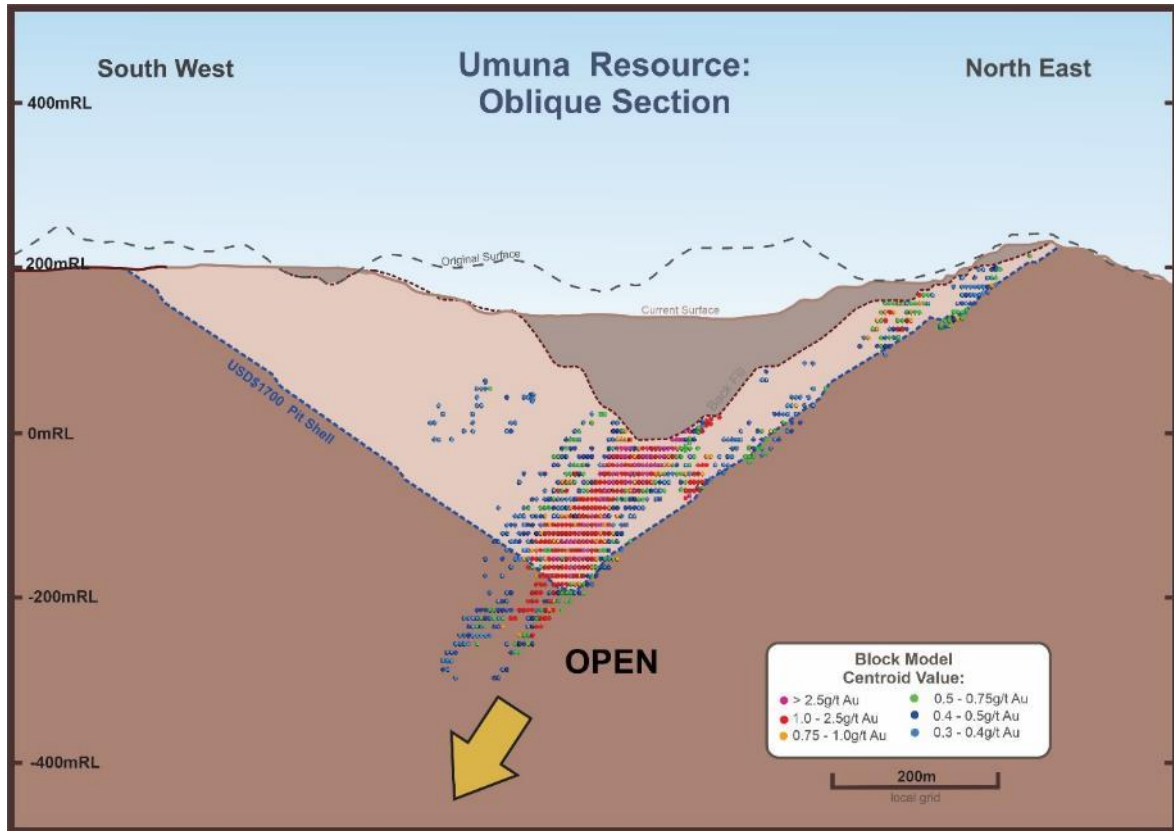 Umuna Resource:
Oblique Section
South West
North East
400mRL
200mRL
0mRL
-200mRL
-400mRL
Original Surface
Current Surface
Back Fill
USD$1700 Pit Shell
OPEN
Block Model
Centroid Value:
> 2.5g/t Au
1.0 - 2.5g/t Au
0.75 - 1.0g/t Au
0.5 - 0.75g/t Au
0.4 - 0.5g/t Au
0.3 - 0.4g/t Au
200m
local grid